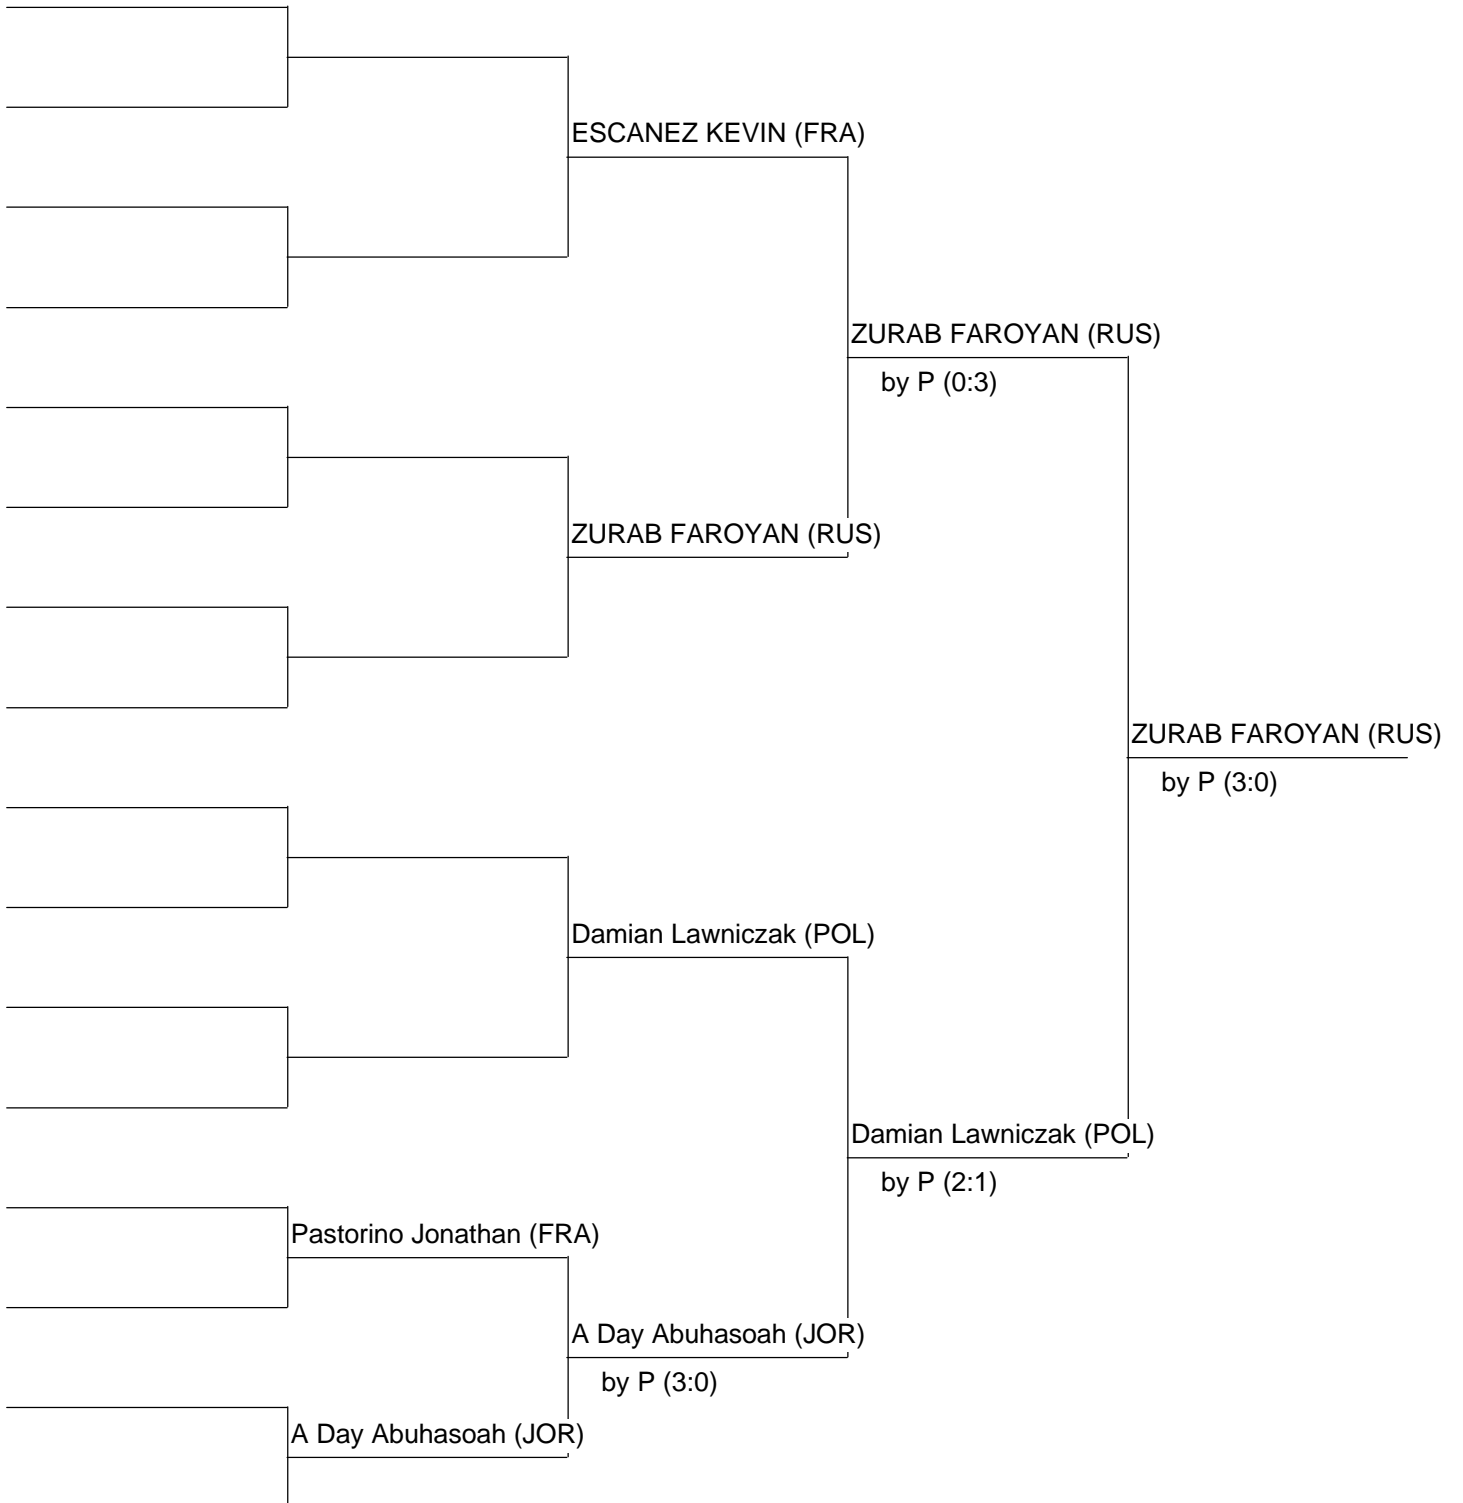 ESCANEZ KEVIN (FRA)
ZURAB FAROYAN (RUS)
by P (0:3)
ZURAB FAROYAN (RUS)
ZURAB FAROYAN (RUS)
by P (3:0)
Damian Lawniczak (POL)
Damian Lawniczak (POL)
by P (2:1)
Pastorino Jonathan (FRA)
A Day Abuhasoah (JOR)
by P (3:0)
A Day Abuhasoah (JOR)